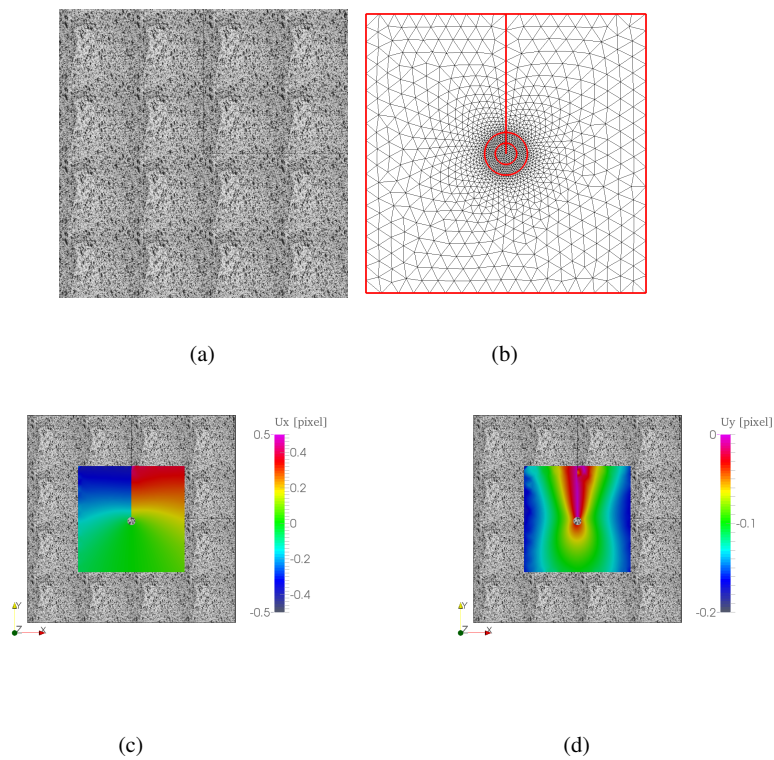 (a)
(b)
Ux [pixel]
0.5
0.4
0.2
0
-0.2
-0.4
-0.5
Y
Z
X
(c)
Uy [pixel]
0
-0.1
-0.2
Y
Z
X
(d)